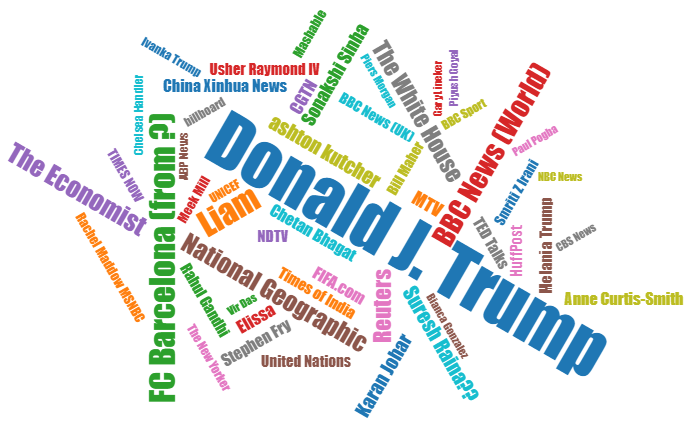 Mashable
Ivanka Trump
Usher Raymond IV
Sonakshi Sinha
Piers Morgan
The White House
Gary Lineker
Piyush Goyal
China Xinhua News
CGTN
Chelsea Handler
billboard
BBC News (UK)
BBC Sport
BBC News (World)
ashton kutcher
Donald J. Trump
FC Barcelona (from ?)
ABP News
Paul Pogba
The Economist
TIMES NOW
Bill Maher
NBC News
Smriti Z Irani
Meek Mill
UNICEF
Liam
MTV
Chetan Bhagat
NDTV
TED Talks
HuffPost
Melania Trump
CBS News
Rachel Maddow MSNBC
National Geographic
Rahul Gandhi
Vir Das
Times of India
FIFA.com
Reuters
Suresh Raina??
Bianca Gonzalez
Anne Curtis-Smith
The New Yorker
Elissa
Stephen Fry
United Nations
Karan Johar